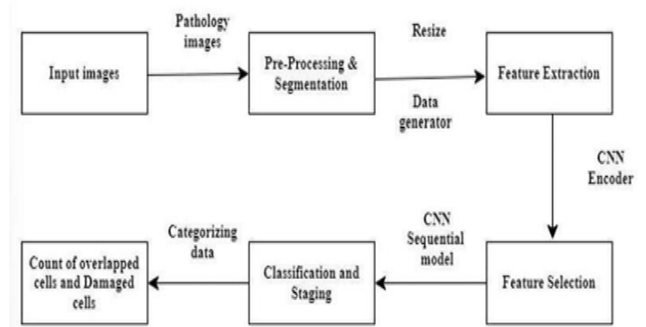 Pathology
images
Resize
Input images
Pre-Processing &
Segmentation
Feature Extraction
Data
generator
CNN
Encoder
Categorizing
data
CNN
Sequential
model
Count of overlapped
cells and Damaged
cells
Classification and
Staging
Feature Selection